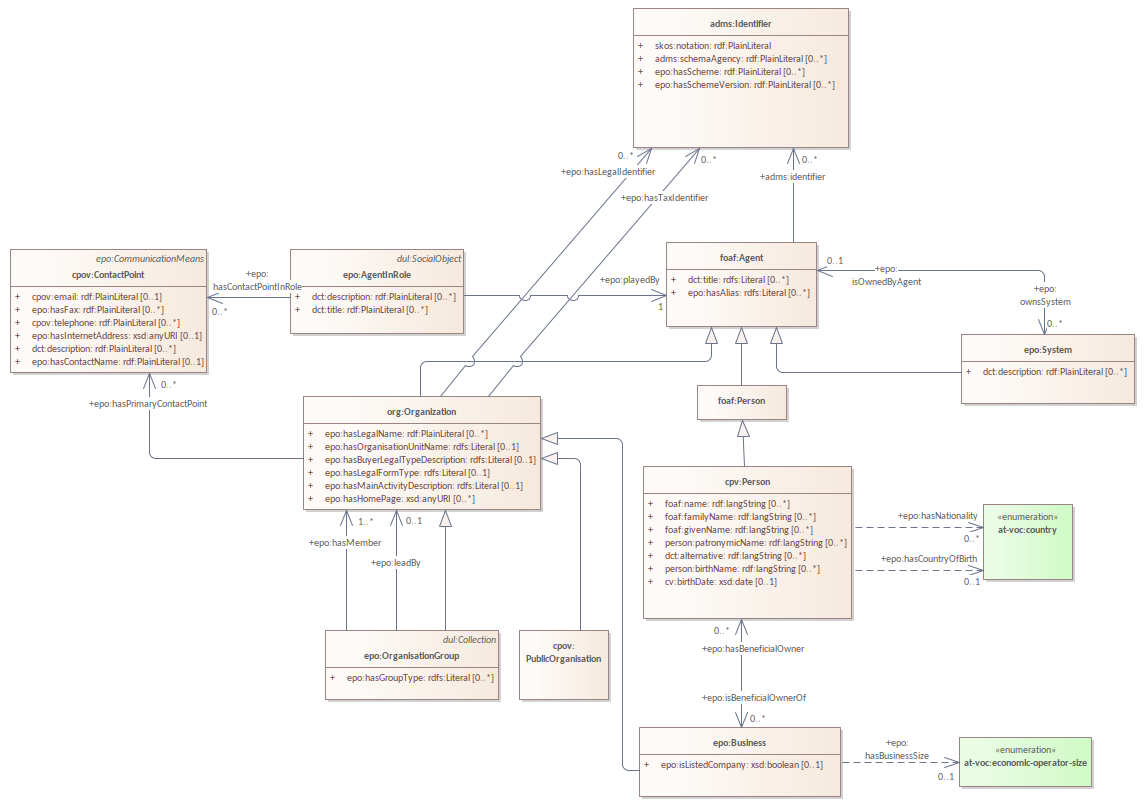 adms:Identifier
+ skos:notation: rdf:PlainLiteral
+ adms:schemaAgency: rdf:PlainLiteral [0..*]
+ epo:hasScheme: rdf:PlainLiteral [0..*]
+ epo:hasSchemeVersion: rdf:PlainLiteral [0..*]
0..*
0..*
0..*
+epo:hasLegalIdentifier
+adms:identifier
+epo:hasTaxIdentifier
epo:CommunicationMeans
cpov:ContactPoint
+ cpov:email: rdf:PlainLiteral [0..1]
+ epo:hasFax: rdf:PlainLiteral [0..*]
+ cpov:telephone: rdf:PlainLiteral [0..*]
+ epo:hasInternetAddress: xsd:anyURI [0..1]
+ dct:description: rdf:PlainLiteral [0..*]
+ epo:hasContactName: rdf:PlainLiteral [0..1]
+epo:
hasContactPointInRole
0..*
dul:SocialObject
epo:AgentInRole
+ dct:description: rdf:PlainLiteral [0..*]
+ dct:title: rdf:PlainLiteral [0..*]
+epo:playedBy
1
foaf:Agent
+ dct:title: rdfs:Literal [0..*]
+ epo:hasAlias: rdfs:Literal [0..*]
0..1
+epo:
isOwnedByAgent
+epo:
ownsSystem
0..*
epo:System
+ dct:description: rdf:PlainLiteral [0..*]
0..*
+epo:hasPrimaryContactPoint
org:Organization
+ epo:hasLegalName: rdf:PlainLiteral [0..*]
+ epo:hasOrganisationUnitName: rdfs:Literal [0..1]
+ epo:hasBuyerLegalTypeDescription: rdfs:Literal [0..1]
+ epo:hasLegalFormType: rdfs:Literal [0..1]
+ epo:hasMainActivityDescription: rdfs:Literal [0..1]
+ epo:hasHomePage: xsd:anyURI [0..*]
foaf:Person
cpv:Person
+ foaf:name: rdf:langString [0..*]
+ foaf:familyName: rdf:langString [0..*]
+ foaf:givenName: rdf:langString [0..*]
+ person:patronymicName: rdf:langString [0..*]
+ dct:alternative: rdf:langString [0..*]
+ person:birthName: rdf:langString [0..*]
+ cv:birthDate: xsd:date [0..1]
+epo:hasNationality
0..*
+epo:hasCountryOfBirth
0..1
«enumeration»
at-voc:country
1..*
0..1
+epo:hasMember
+epo:leadBy
dul:Collection
epo:OrganisationGroup
+ epo:hasGroupType: rdfs:Literal [0..*]
cpov:
PublicOrganisation
0..*
+epo:hasBeneficialOwner
+epo:isBeneficialOwnerOf
0..*
epo:Business
+ epo:isListedCompany: xsd:boolean [0..1]
+epo:
hasBusinessSize
0..1
«enumeration»
at-voc:economic-operator-size